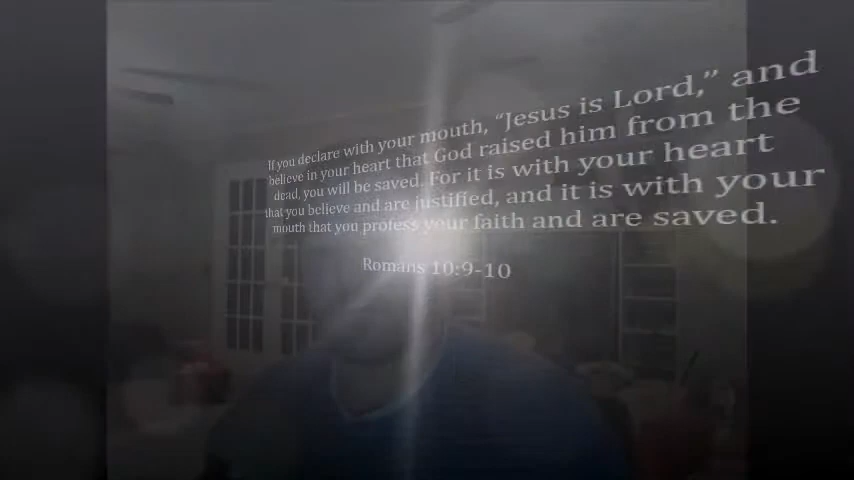 If you declare with your mouth, “Jesus is Lord,” and
believe in your heart that God raised him from the
dead, you will be saved. For it is with your heart
that you believe and are justified, and it is with your
mouth that you profess your faith and are saved.
Romans 10:9-10